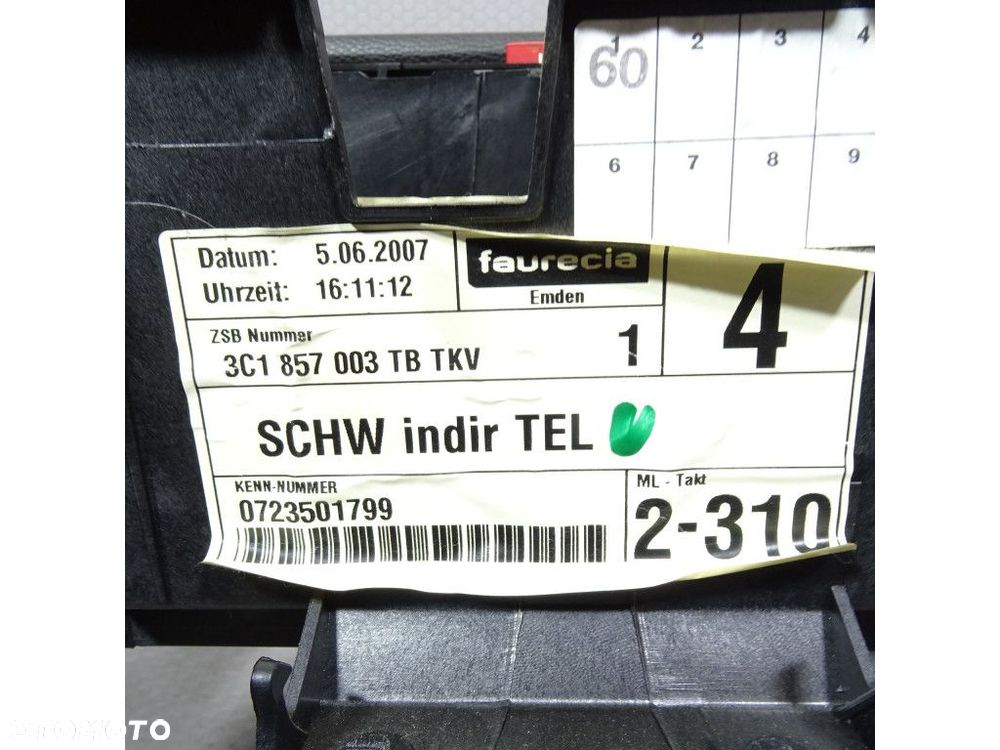 1 2 3 4
60
6 7 8 9
Datum: 5.06.2007
Uhrzeit: 16:11:12
faurecia
Emden
4
ZSB Nummer
3C1 857 003 TB TKV 1
SCHW indir TEL
KENN-NUMMER
0723501799
ML - Takt
2-310
OTOMOTO